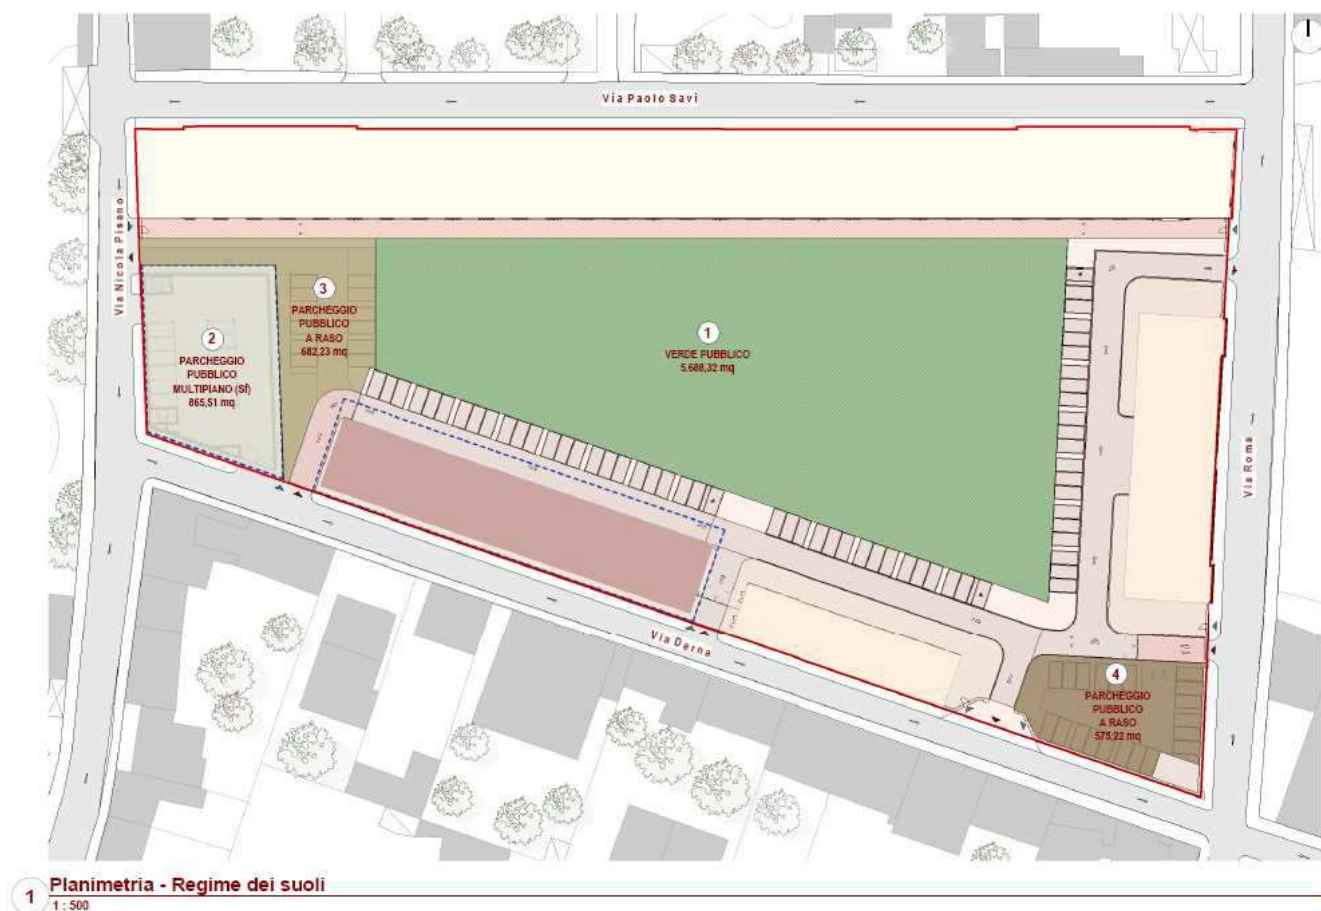 Via Paolo Savi
Via Nicola Pisano
3
PARCHEGGIO
PUBBLICO
A RASO
682,23 mq
2
PARCHEGGIO
PUBBLICO
MULTIPIANO (SÌ)
865,51 mq
1
VERDE PUBBLICO
5.688,32 mq
Via Roma
Via Derna
4
PARCHEGGIO
PUBBLICO
A RASO
575,22 mq
1
Planimetria - Regime dei suoli
1 : 500